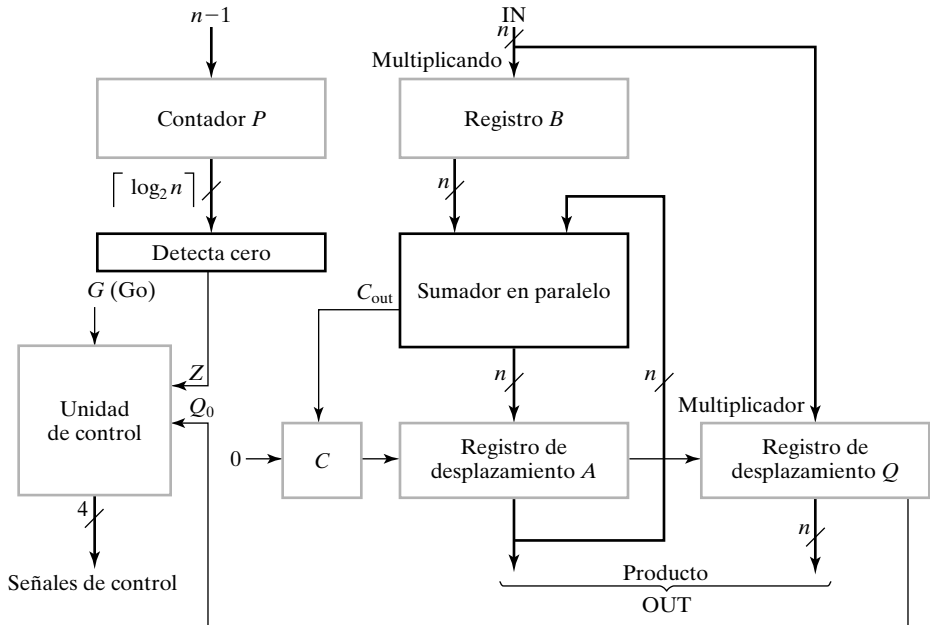 n−1
IN
n
Multiplicando
Contador P
Registro B
⌈ log₂ n ⌉
n
Detecta cero
G (Go)
C_out
Sumador en paralelo
Z
n
n
Q₀
Multiplicador
Unidad
de control
0
C
Registro de
desplazamiento A
Registro de
desplazamiento Q
4
n
Señales de control
Producto
OUT